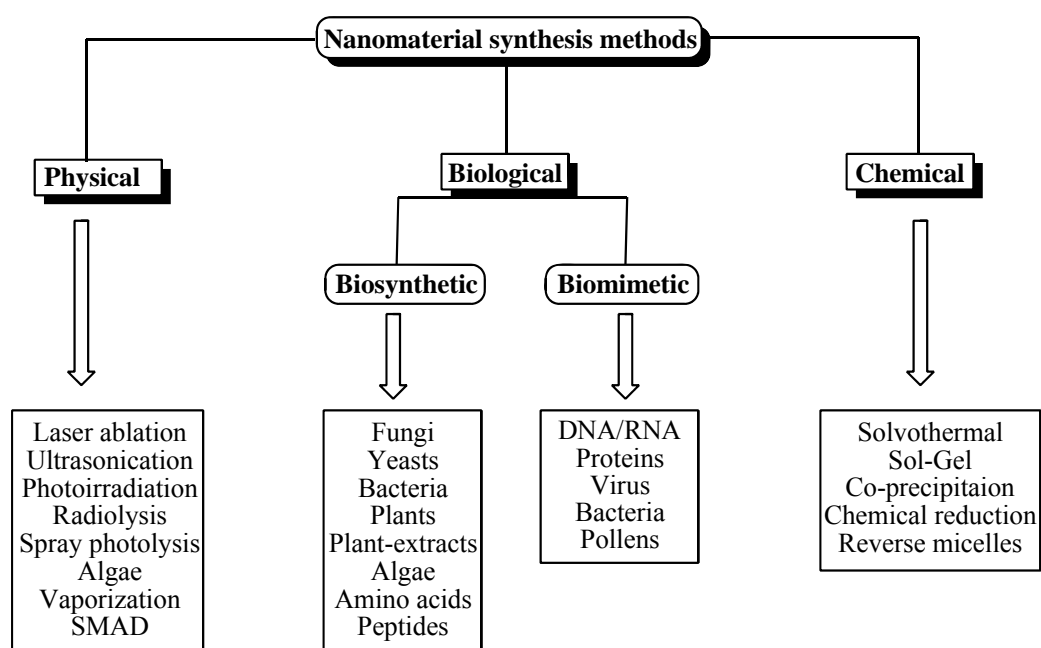 Nanomaterial synthesis methods
Physical
Biological
Chemical
Biosynthetic
Biomimetic
Laser ablation
Ultrasonication
Photoirradiation
Radiolysis
Spray photolysis
Algae
Vaporization
SMAD
Fungi
Yeasts
Bacteria
Plants
Plant-extracts
Algae
Amino acids
Peptides
DNA/RNA
Proteins
Virus
Bacteria
Pollens
Solvothermal
Sol-Gel
Co-precipitaion
Chemical reduction
Reverse micelles